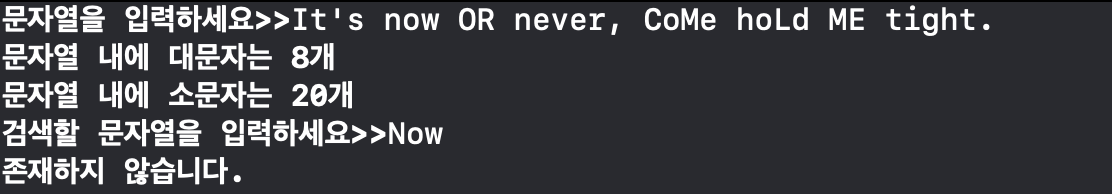 문자열을 입력하세요>>It's now OR never, CoMe hoLd ME tight.
문자열 내에 대문자는 8개
문자열 내에 소문자는 20개
검색할 문자열을 입력하세요>>Now
존재하지 않습니다.